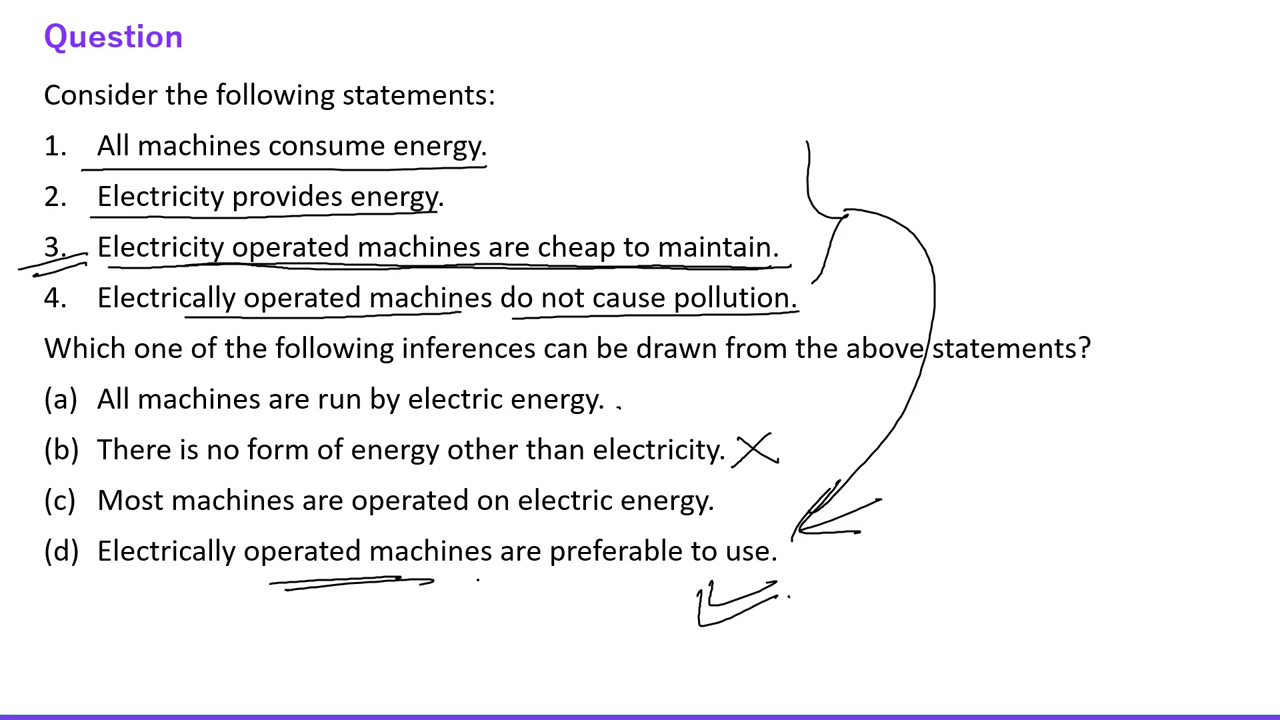 Question
Consider the following statements:
1. All machines consume energy.
2. Electricity provides energy.
3. Electricity operated machines are cheap to maintain.
4. Electrically operated machines do not cause pollution.
Which one of the following inferences can be drawn from the above statements?
(a) All machines are run by electric energy.
(b) There is no form of energy other than electricity.
(c) Most machines are operated on electric energy.
(d) Electrically operated machines are preferable to use.